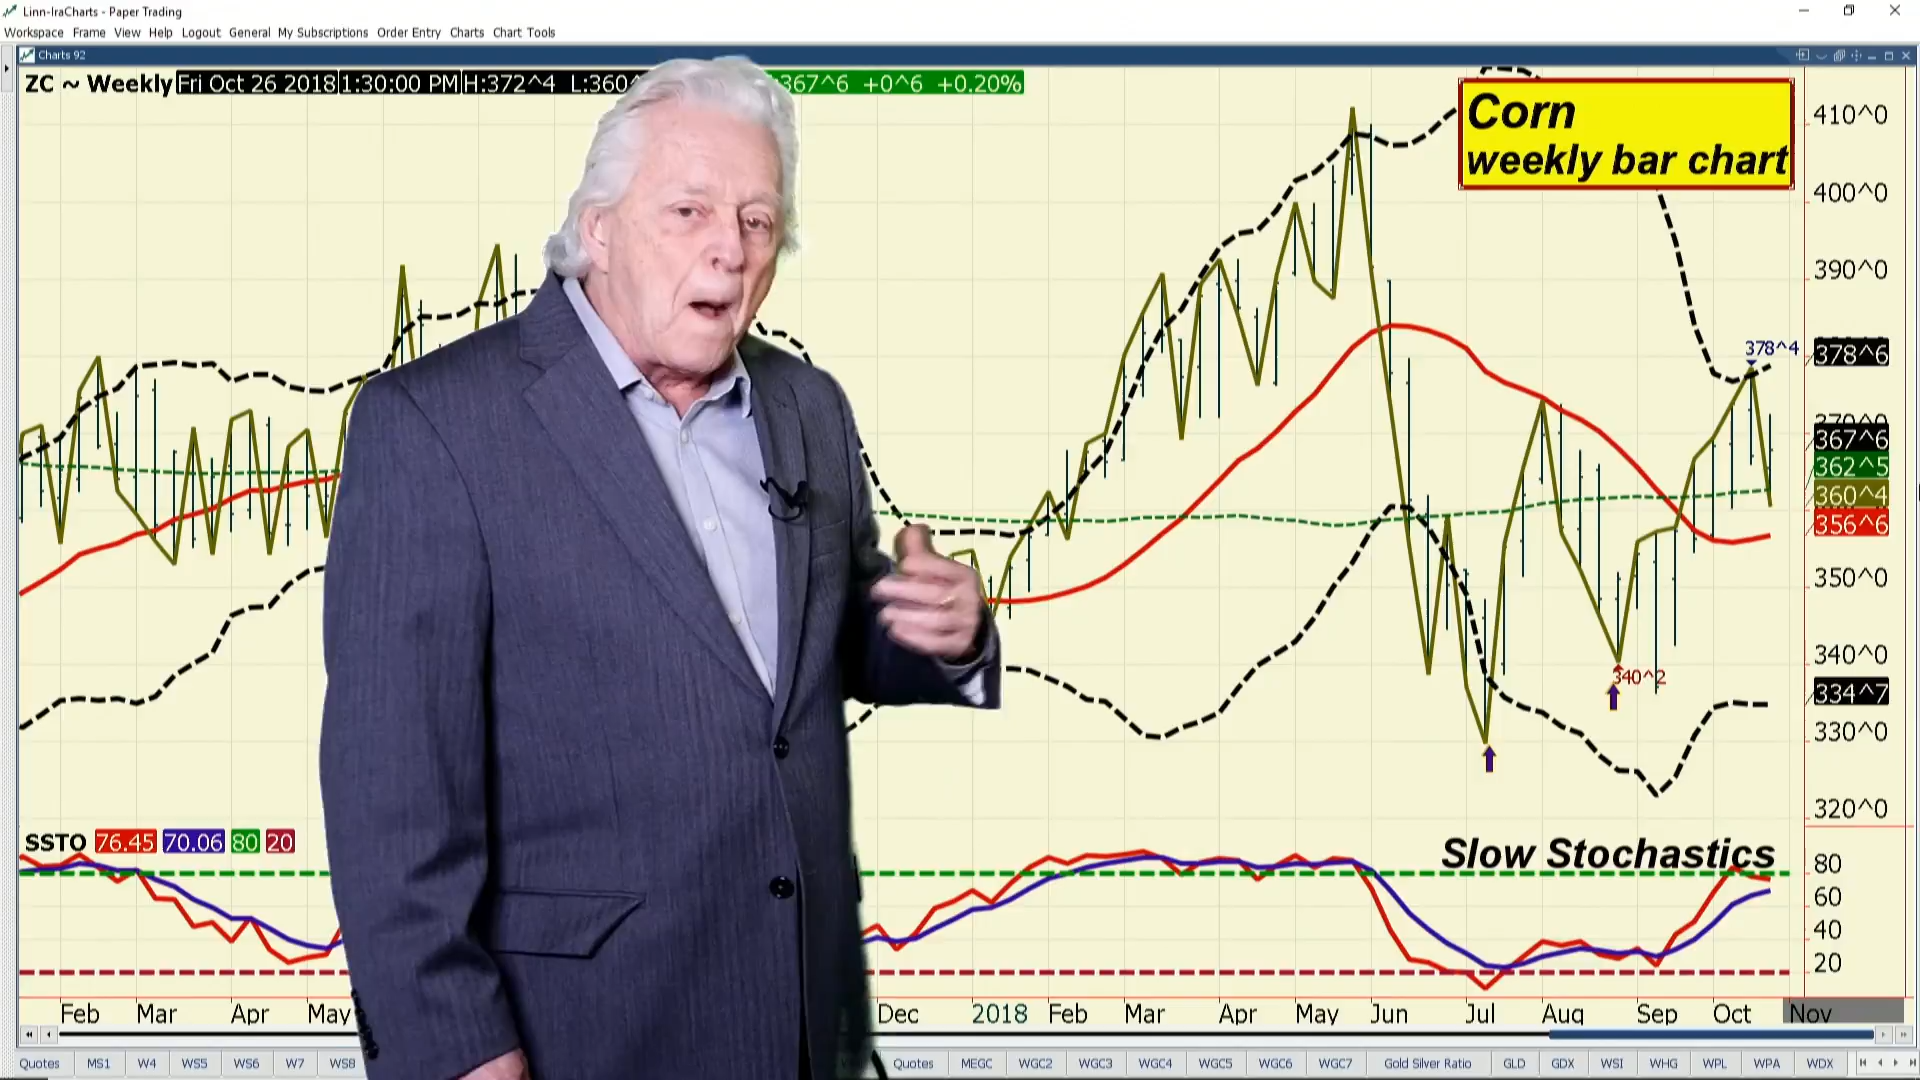 Linn-IraCharts - Paper Trading
Workspace Frame View Help Logout General My Subscriptions Order Entry Charts Chart Tools
Charts 92
ZC ~ Weekly Fri Oct 26 2018 1:30:00 PM H:372^4 L:360^ 367^6 +0^6 +0.20%
Corn
weekly bar chart
410^0
400^0
390^0
378^4
378^6
370^0
367^6
362^5
360^4
356^6
350^0
340^0
340^2
334^7
330^0
320^0
SSTO 76.45 70.06 80 20
Slow Stochastics
80
60
40
20
Feb Mar Apr May Dec 2018 Feb Mar Apr May Jun Jul Aug Sep Oct Nov
Quotes MS1 W4 WS5 WS6 W7 WS8 Quotes MEGC WGC2 WGC3 WGC4 WGC5 WGC6 WGC7 Gold Silver Ratio GLD GDX WSI WHG WPL WPA WDX